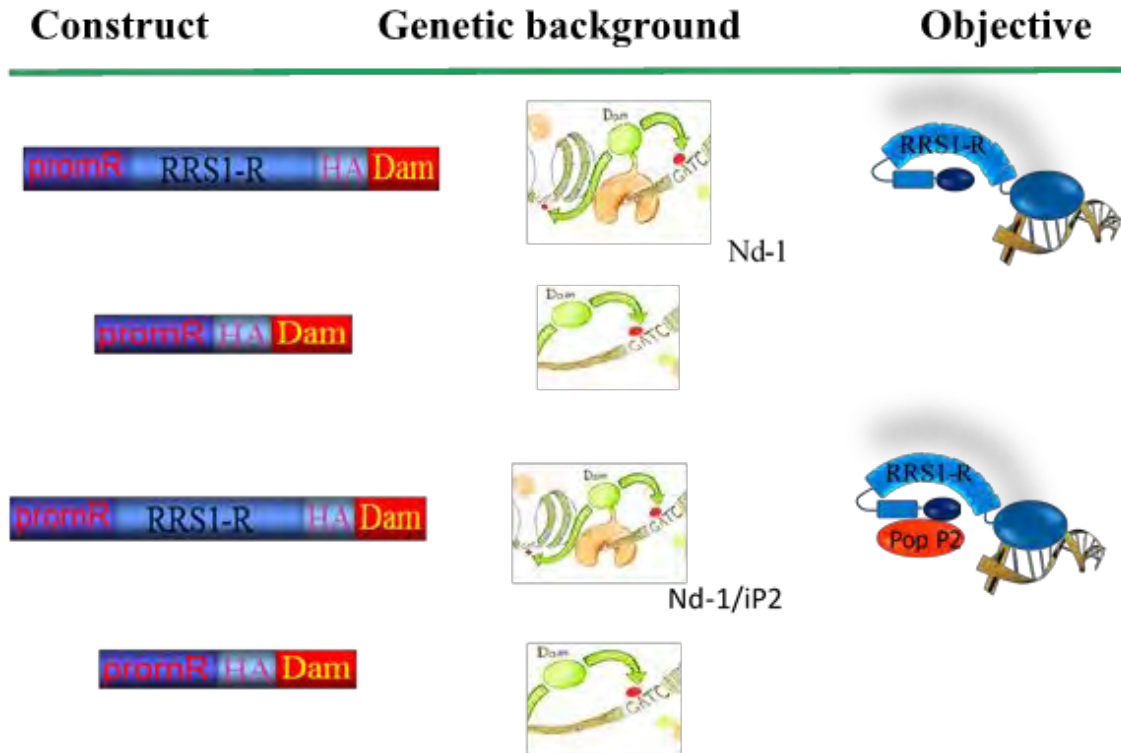 Construct Genetic background Objective
promR RRS1-R HA Dam
Dam
GATC
RRS1-R
Nd-1
promR HA Dam
Dam
GATC
promR RRS1-R HA Dam
Dam
GATC
RRS1-R
Pop P2
Nd-1/iP2
promR HA Dam
Dam
GATC